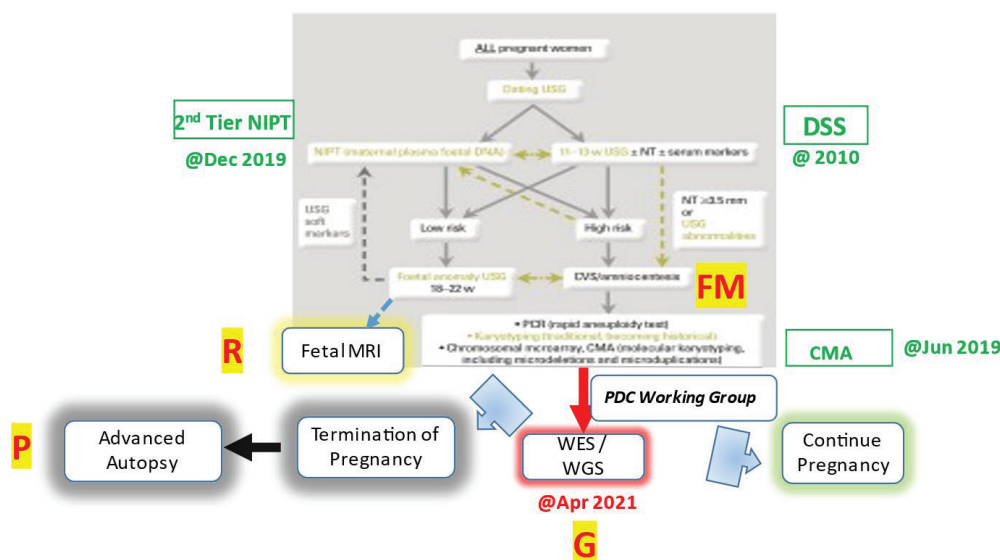 ALL pregnant women
Dating USG
2nd Tier NIPT
@Dec 2019
DSS
@ 2010
NIPT (maternal plasma foetal DNA)
11–13 w USG ± NT ± serum markers
USG
soft
markers
Low risk
High risk
NT ≥3.5 mm
or
USG
abnormalities
Foetal anomaly USG
18–22 w
CVS/amniocentesis
FM
• PCR (rapid aneuploidy test)
• Karyotyping (traditional, becoming historical)
• Chromosomal microarray, CMA (molecular karyotyping,
including microdeletions and microduplications)
R
Fetal MRI
CMA
@Jun 2019
PDC Working Group
P
Advanced
Autopsy
Termination of
Pregnancy
WES /
WGS
Continue
Pregnancy
@Apr 2021
G